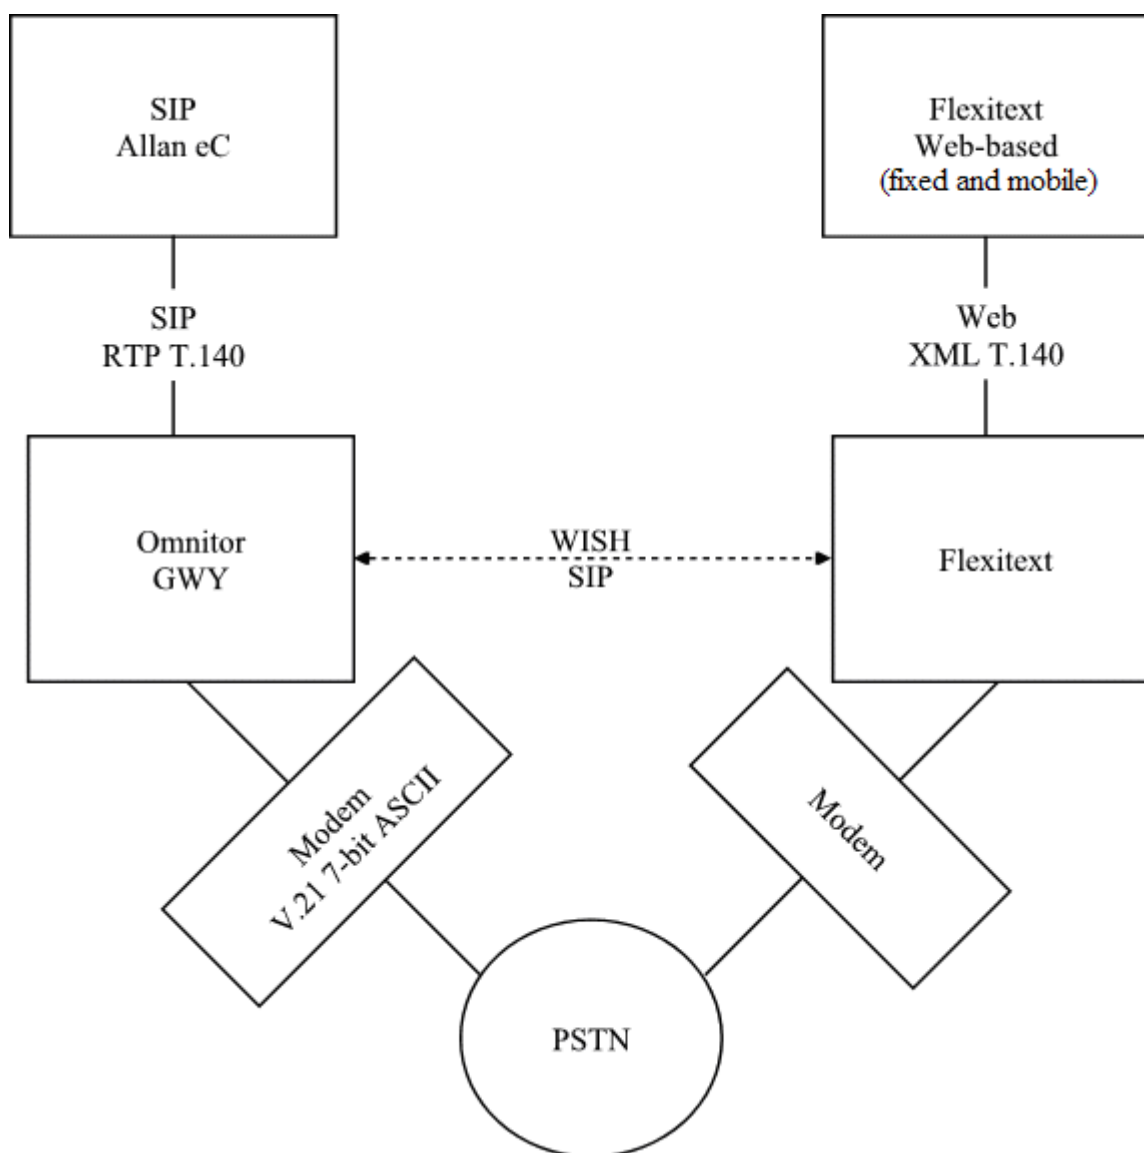 SIP
Allan eC
Flexitext
Web-based
(fixed and mobile)
SIP
RTP T.140
Web
XML T.140
Omnitor
GWY
WISH
SIP
Flexitext
Modem
V.21 7-bit ASCII
Modem
PSTN